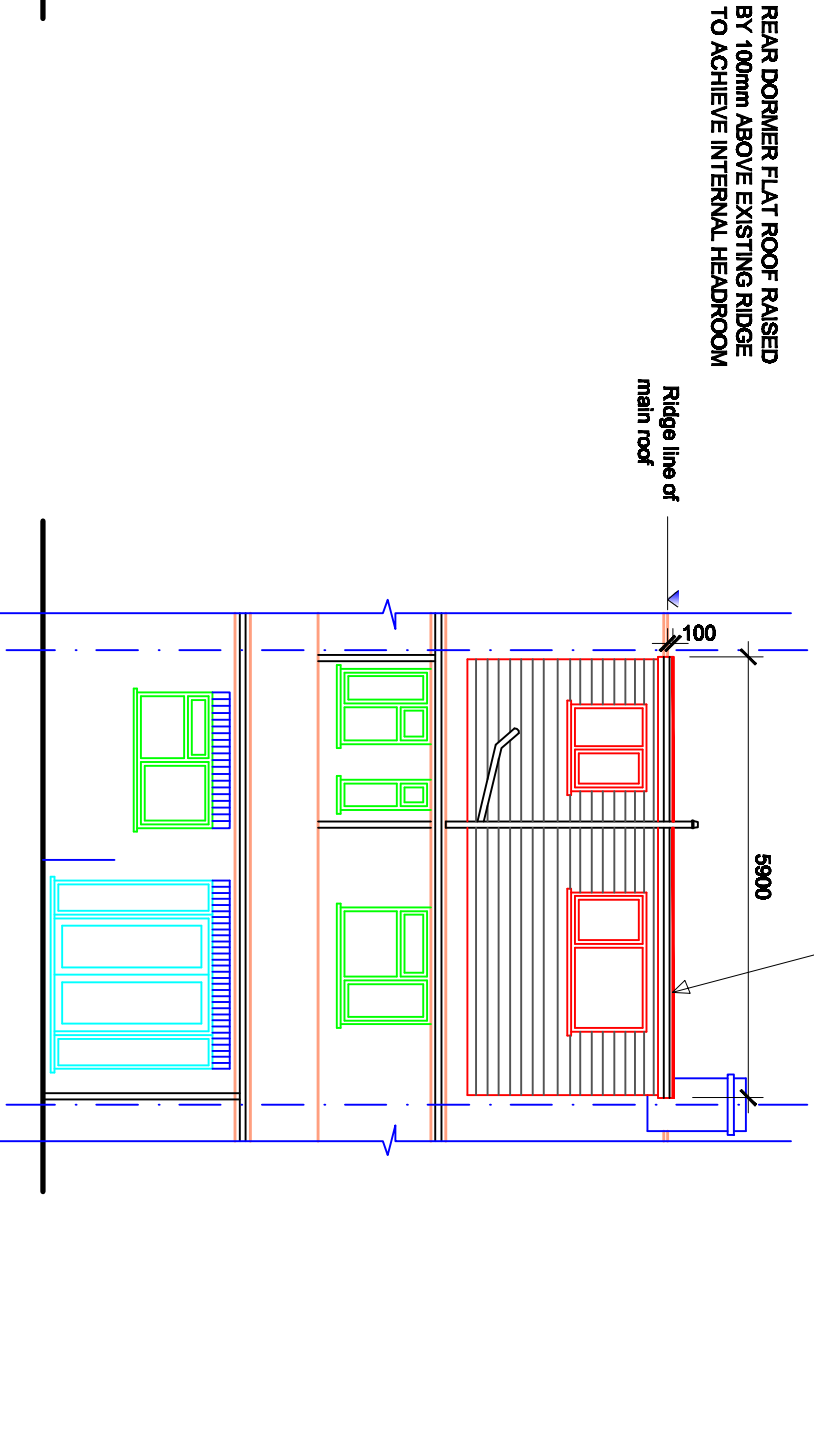 REAR DORMER FLAT ROOF RAISED
BY 100mm ABOVE EXISTING RIDGE
TO ACHIEVE INTERNAL HEADROOM
Ridge line of
main roof
100
5900